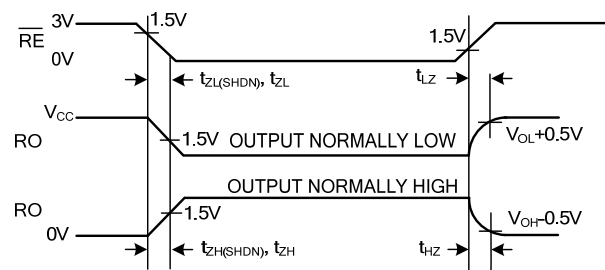 3V
1.5V
1.5V
RE
0V
tZL(SHDN), tZL
tLZ
VCC
1.5V
OUTPUT NORMALLY LOW
VOL+0.5V
RO
OUTPUT NORMALLY HIGH
RO
1.5V
VOH-0.5V
0V
tZH(SHDN), tZH
tHZ